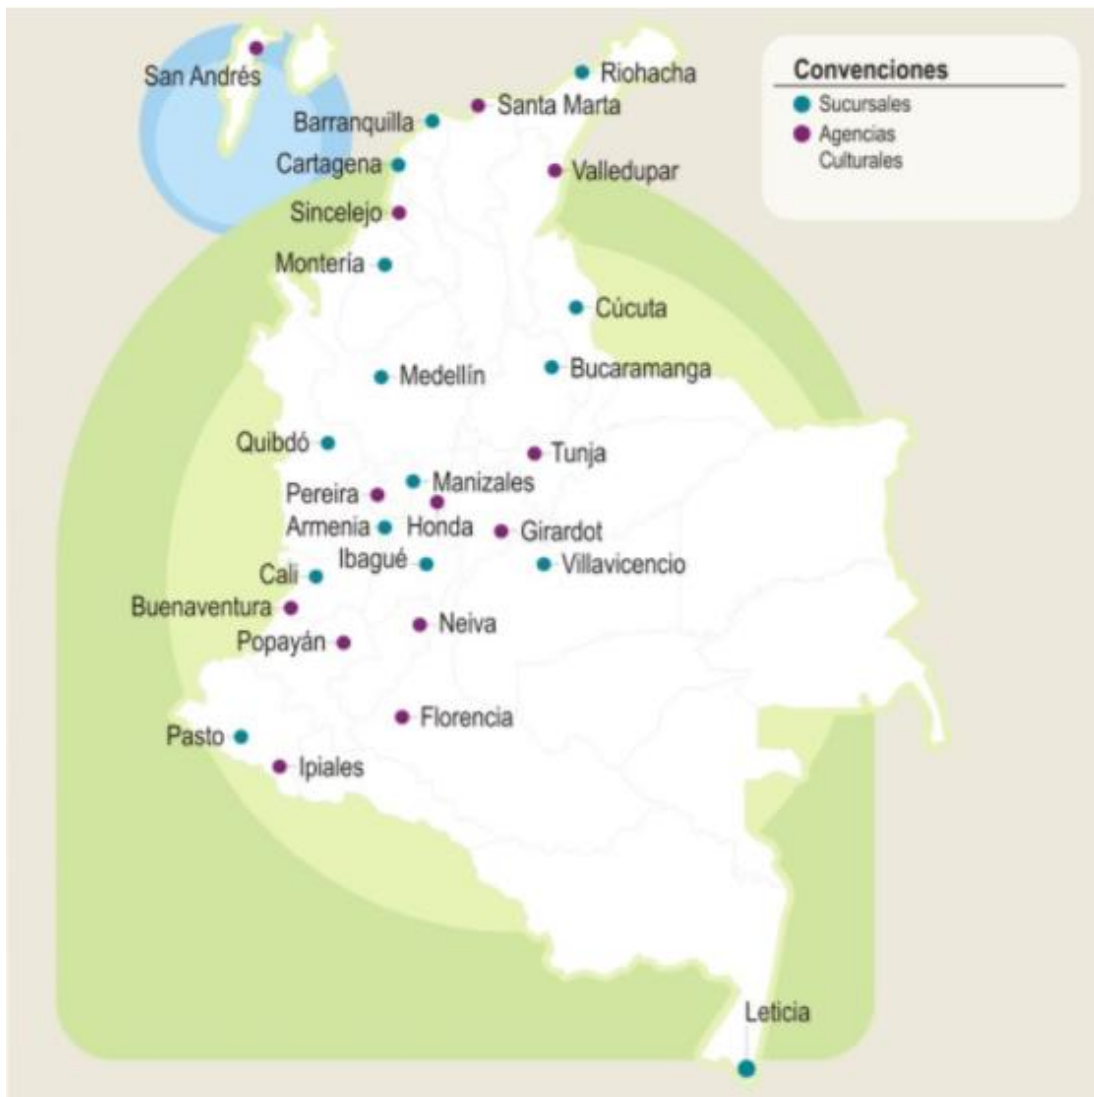 San Andrés
Riohacha
Convenciones
Sucursales
Agencias
Culturales
Santa Marta
Barranquilla
Cartagena
Valledupar
Sincelejo
Montería
Cúcuta
Medellín
Bucaramanga
Quibdó
Tunja
Manizales
Pereira
Armenia
Honda
Girardot
Ibagué
Villavicencio
Cali
Buenaventura
Neiva
Popayán
Florencia
Pasto
Ipiales
Leticia